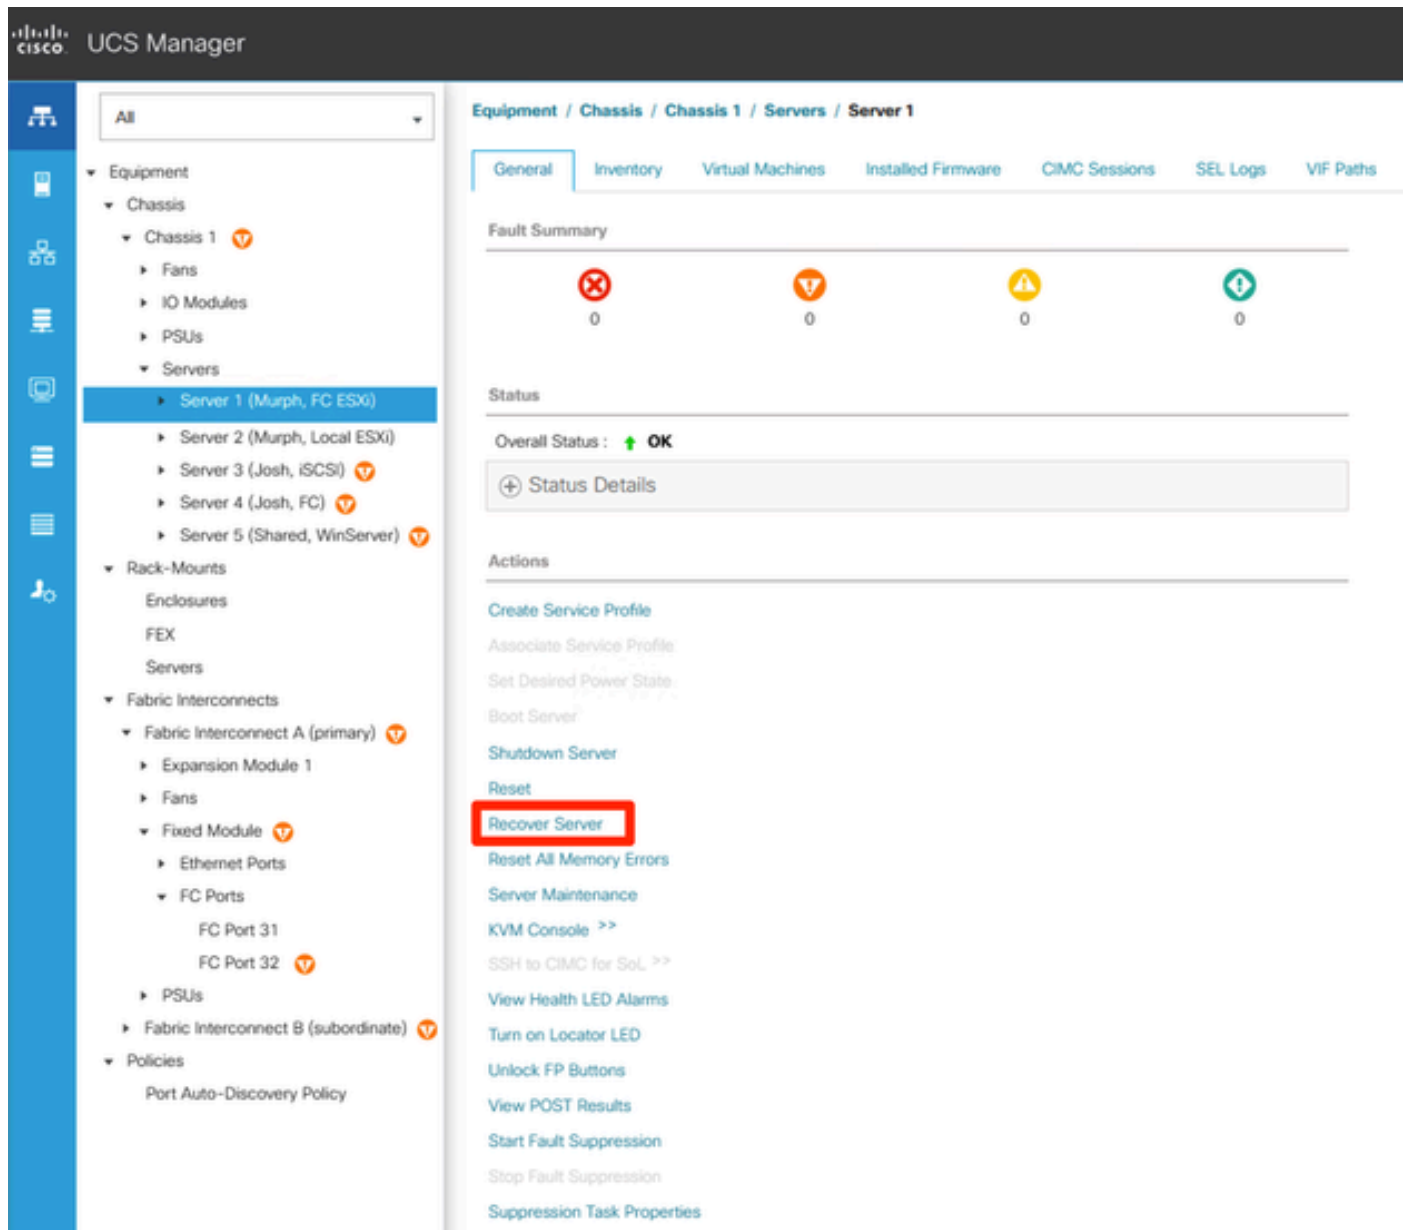 cisco UCS Manager
All
Equipment
Chassis
Chassis 1
Fans
IO Modules
PSUs
Servers
Server 1 (Murph, FC ESXi)
Server 2 (Murph, Local ESXi)
Server 3 (Josh, iSCSI)
Server 4 (Josh, FC)
Server 5 (Shared, WinServer)
Rack-Mounts
Enclosures
FEX
Servers
Fabric Interconnects
Fabric Interconnect A (primary)
Expansion Module 1
Fans
Fixed Module
Ethernet Ports
FC Ports
FC Port 31
FC Port 32
PSUs
Fabric Interconnect B (subordinate)
Policies
Port Auto-Discovery Policy
Equipment / Chassis / Chassis 1 / Servers / Server 1
General Inventory Virtual Machines Installed Firmware CIMC Sessions SEL Logs VIF Paths
Fault Summary
0 0 0 0
Status
Overall Status : OK
Status Details
Actions
Create Service Profile
Associate Service Profile
Set Desired Power State
Boot Server
Shutdown Server
Reset
Recover Server
Reset All Memory Errors
Server Maintenance
KVM Console >>
SSH to CIMC for SoL >>
View Health LED Alarms
Turn on Locator LED
Unlock FP Buttons
View POST Results
Start Fault Suppression
Stop Fault Suppression
Suppression Task Properties